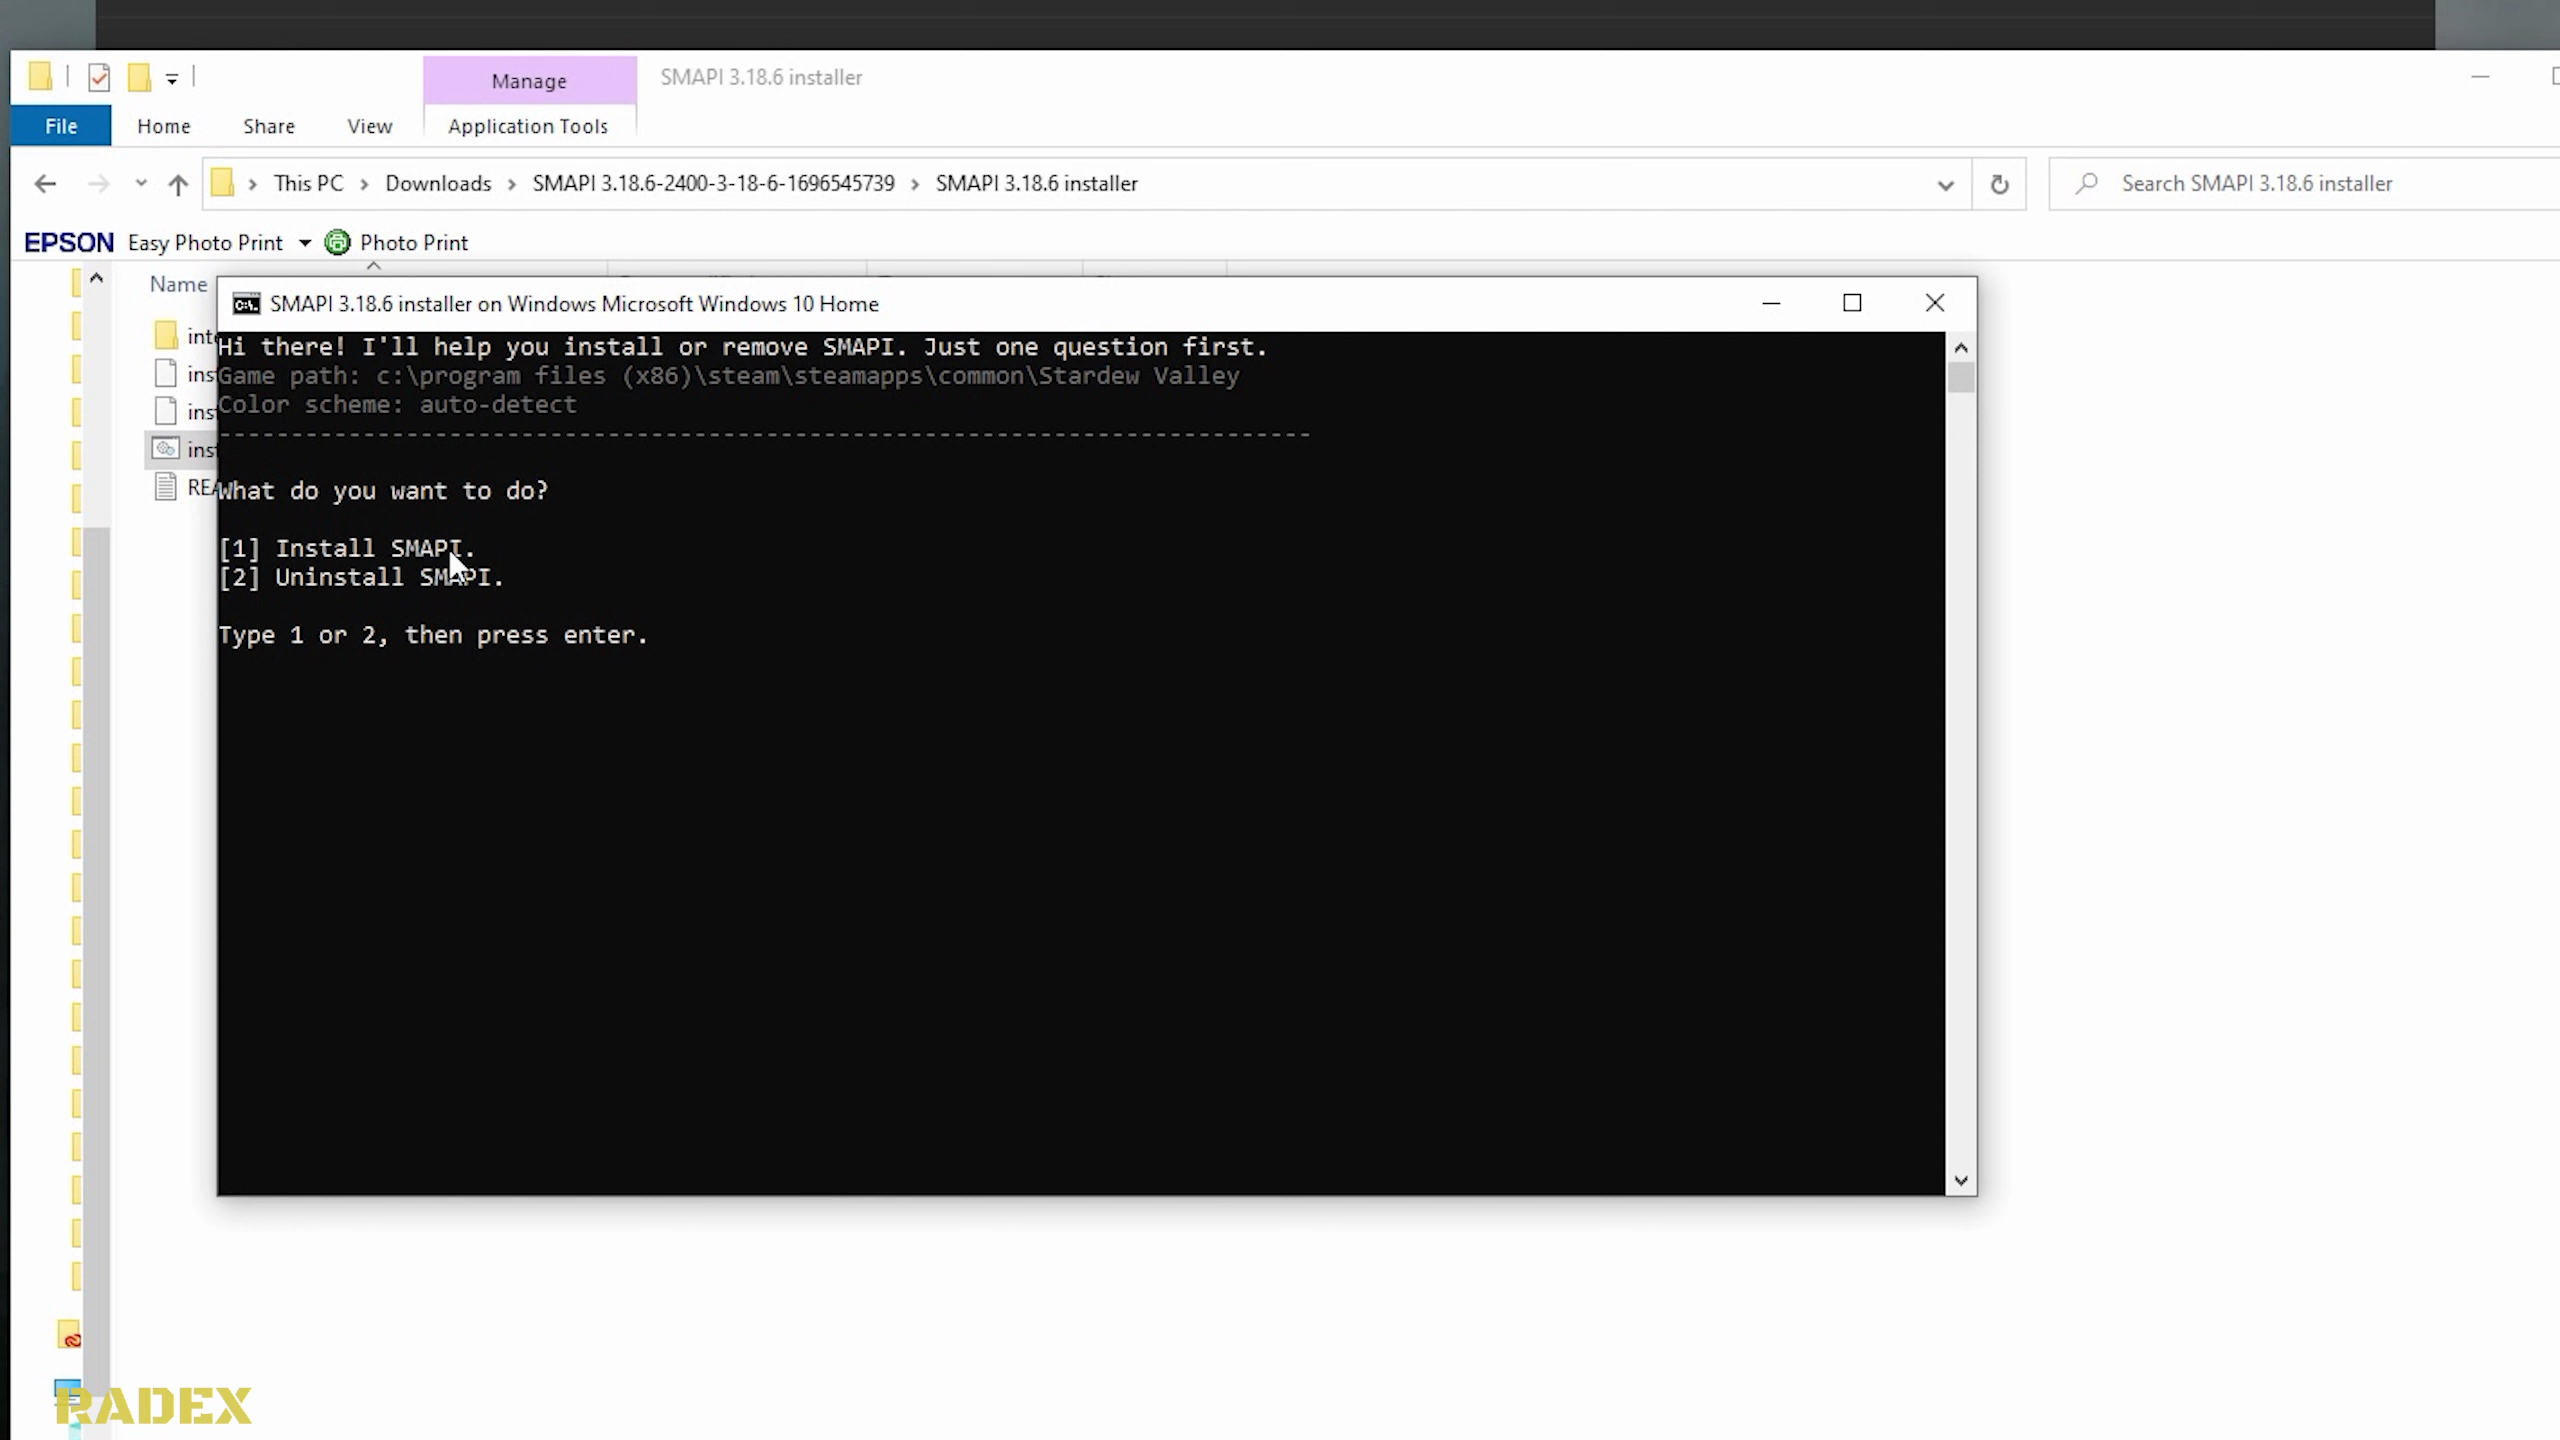 Manage
SMAPI 3.18.6 installer
File
Home
Share
View
Application Tools
This PC
Downloads
SMAPI 3.18.6-2400-3-18-6-1696545739
SMAPI 3.18.6 installer
Search SMAPI 3.18.6 installer
EPSON
Easy Photo Print
Photo Print
Name
SMAPI 3.18.6 installer on Windows Microsoft Windows 10 Home
Hi there! I'll help you install or remove SMAPI. Just one question first.
Game path: c:\program files (x86)\steam\steamapps\common\Stardew Valley
Color scheme: auto-detect
-----------------------------------------------------------------------------
What do you want to do?
[1] Install SMAPI.
[2] Uninstall SMAPI.
Type 1 or 2, then press enter.
RADEX